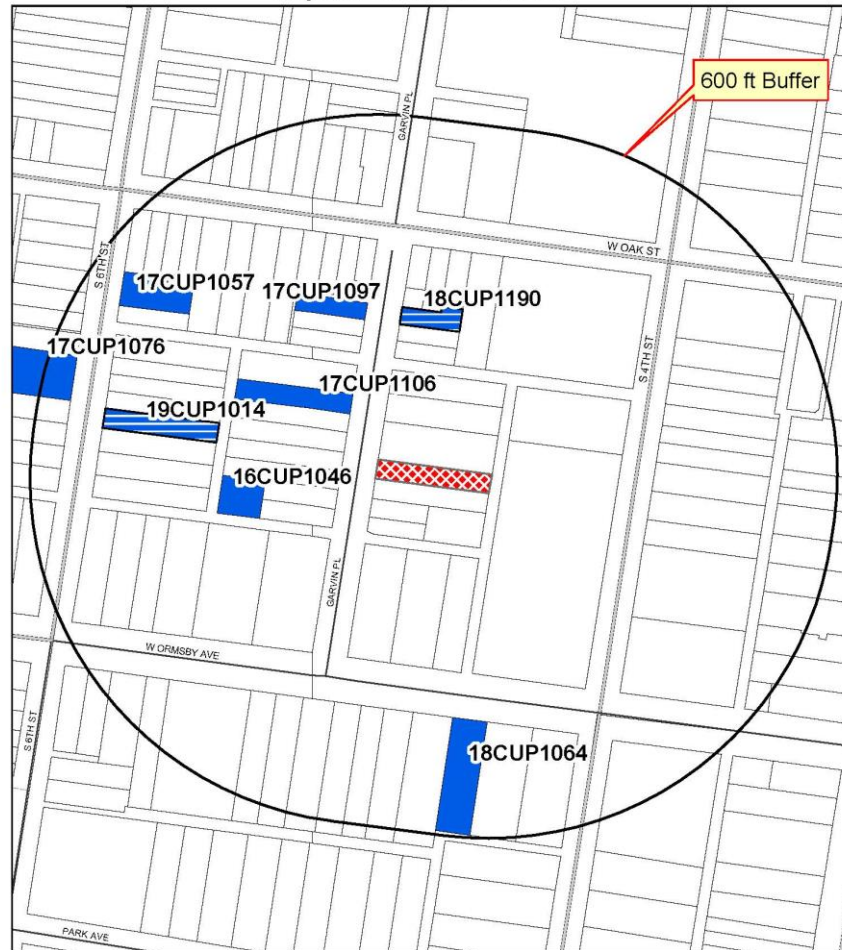 600 ft Buffer
GARVIN PL
W OAK ST
S 6TH ST
17CUP1057
17CUP1097
18CUP1190
17CUP1076
S 4TH ST
17CUP1106
19CUP1014
16CUP1046
GARVIN PL
W ORMSBY AVE
S 6TH ST
18CUP1064
PARK AVE